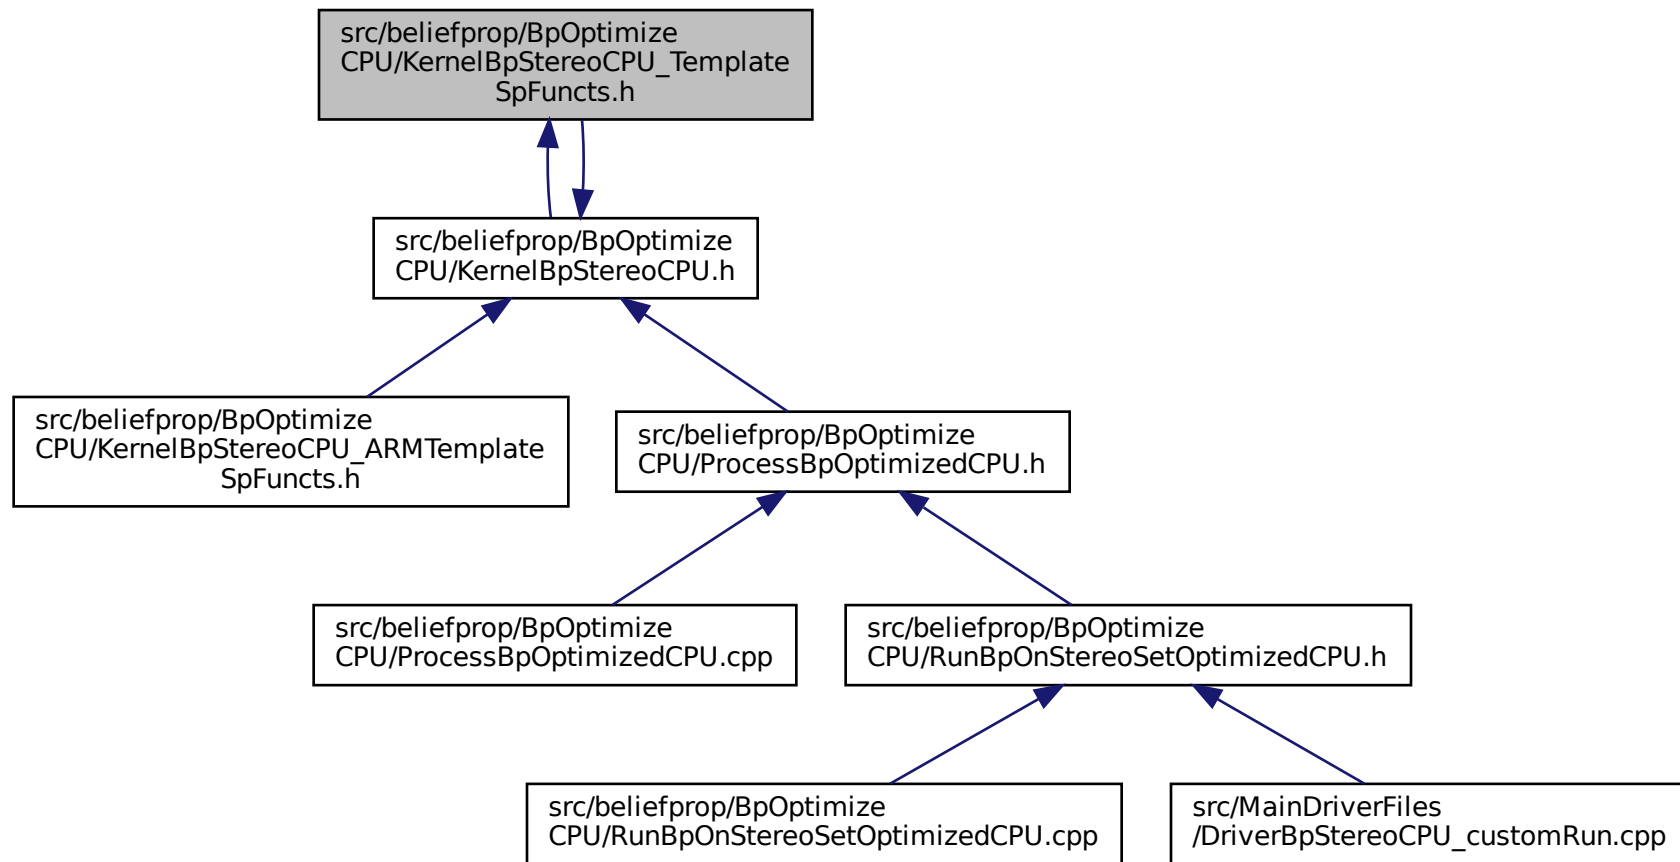 src/beliefprop/BpOptimize
CPU/KernelBpStereoCPU_Template
SpFuncts.h
src/beliefprop/BpOptimize
CPU/KernelBpStereoCPU.h
src/beliefprop/BpOptimize
CPU/KernelBpStereoCPU_ARMTemplate
SpFuncts.h
src/beliefprop/BpOptimize
CPU/ProcessBpOptimizedCPU.h
src/beliefprop/BpOptimize
CPU/ProcessBpOptimizedCPU.cpp
src/beliefprop/BpOptimize
CPU/RunBpOnStereoSetOptimizedCPU.h
src/beliefprop/BpOptimize
CPU/RunBpOnStereoSetOptimizedCPU.cpp
src/MainDriverFiles
/DriverBpStereoCPU_customRun.cpp